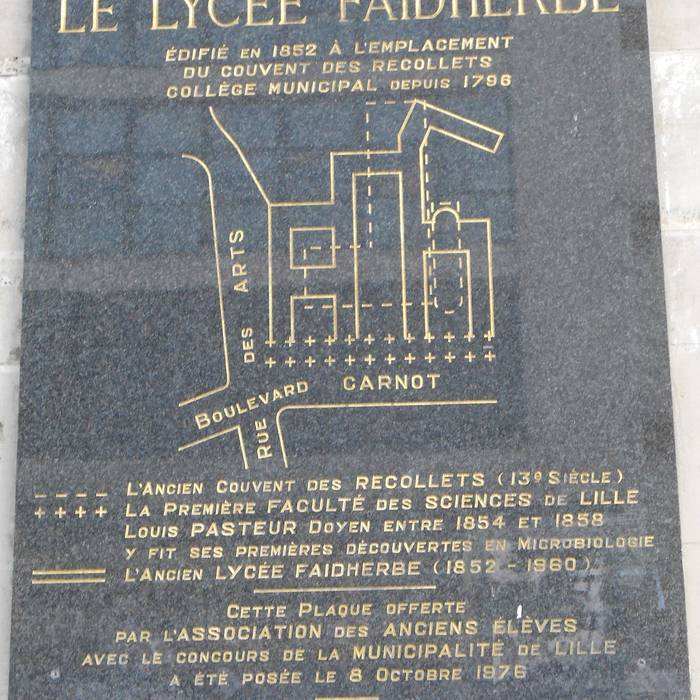 LE LYCÉE FAIDHERBE
ÉDIFIÉ EN 1852 À L'EMPLACEMENT
DU COUVENT DES RECOLLETS
COLLÈGE MUNICIPAL DEPUIS 1796
RUE DES ARTS
BOULEVARD CARNOT
L'ANCIEN COUVENT DES RECOLLETS (13º SIÈCLE)
LA PREMIÈRE FACULTÉ DES SCIENCES DE LILLE
LOUIS PASTEUR DOYEN ENTRE 1854 ET 1858
Y FIT SES PREMIÈRES DÉCOUVERTES EN MICROBIOLOGIE
L'ANCIEN LYCÉE FAIDHERBE (1852 - 1960)
CETTE PLAQUE OFFERTE
PAR L'ASSOCIATION DES ANCIENS ÉLÈVES
AVEC LE CONCOURS DE LA MUNICIPALITÉ DE LILLE
A ÉTÉ POSÉE LE 8 OCTOBRE 1976